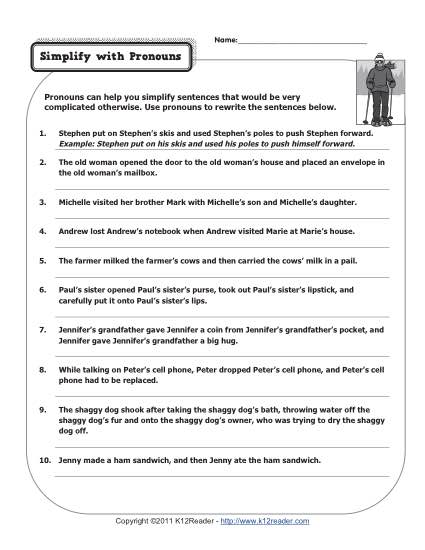 Name:
Simplify with Pronouns
Pronouns can help you simplify sentences that would be very
complicated otherwise. Use pronouns to rewrite the sentences below.
1. Stephen put on Stephen's skis and used Stephen's poles to push Stephen forward.
Example: Stephen put on his skis and used his poles to push himself forward.
2. The old woman opened the door to the old woman's house and placed an envelope in
the old woman's mailbox.
3. Michelle visited her brother Mark with Michelle's son and Michelle's daughter.
4. Andrew lost Andrew's notebook when Andrew visited Marie at Marie's house.
5. The farmer milked the farmer's cows and then carried the cows' milk in a pail.
6. Paul's sister opened Paul's sister's purse, took out Paul's sister's lipstick, and
carefully put it onto Paul's sister's lips.
7. Jennifer's grandfather gave Jennifer a coin from Jennifer's grandfather's pocket, and
Jennifer gave Jennifer's grandfather a big hug.
8. While talking on Peter's cell phone, Peter dropped Peter's cell phone, and Peter's cell
phone had to be replaced.
9. The shaggy dog shook after taking the shaggy dog's bath, throwing water off the
shaggy dog's fur and onto the shaggy dog's owner, who was trying to dry the shaggy
dog off.
10. Jenny made a ham sandwich, and then Jenny ate the ham sandwich.
Copyright ©2011 K12Reader - http://www.k12reader.com